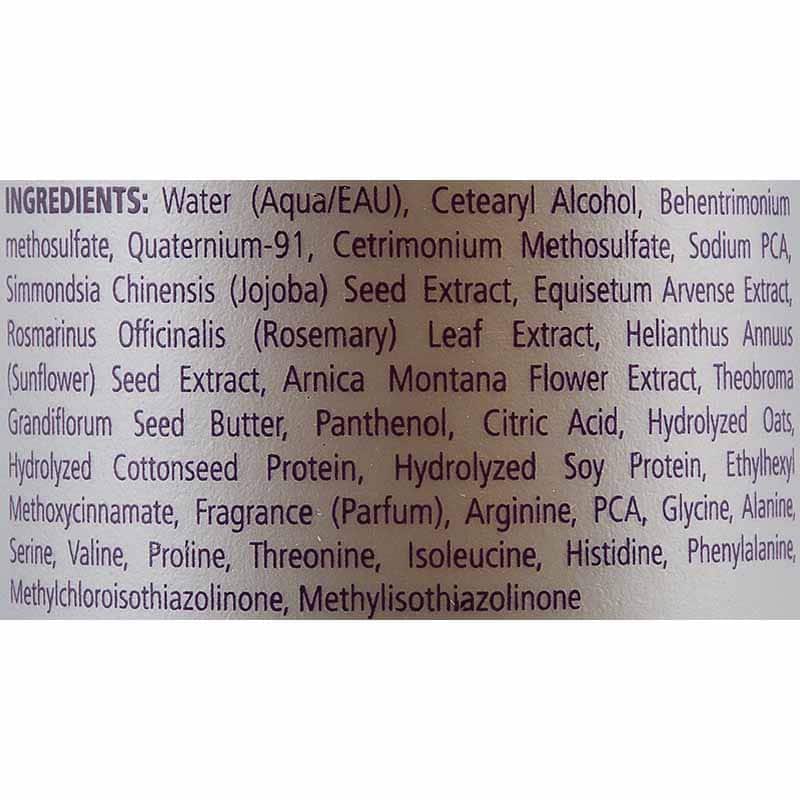 INGREDIENTS: Water (Aqua/EAU), Cetearyl Alcohol, Behentrimonium
methosulfate, Quaternium-91, Cetrimonium Methosulfate, Sodium PCA,
Simmondsia Chinensis (Jojoba) Seed Extract, Equisetum Arvense Extract,
Rosmarinus Officinalis (Rosemary) Leaf Extract, Helianthus Annuus
(Sunflower) Seed Extract, Arnica Montana Flower Extract, Theobroma
Grandiflorum Seed Butter, Panthenol, Citric Acid, Hydrolyzed Oats,
Hydrolyzed Cottonseed Protein, Hydrolyzed Soy Protein, Ethylhexyl
Methoxycinnamate, Fragrance (Parfum), Arginine, PCA, Glycine, Alanine,
Serine, Valine, Proline, Threonine, Isoleucine, Histidine, Phenylalanine,
Methylchloroisothiazolinone, Methylisothiazolinone